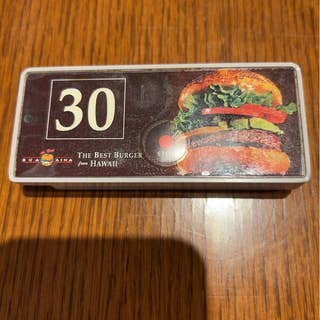 30
KUA AINA
THE BEST BURGER
from HAWAII